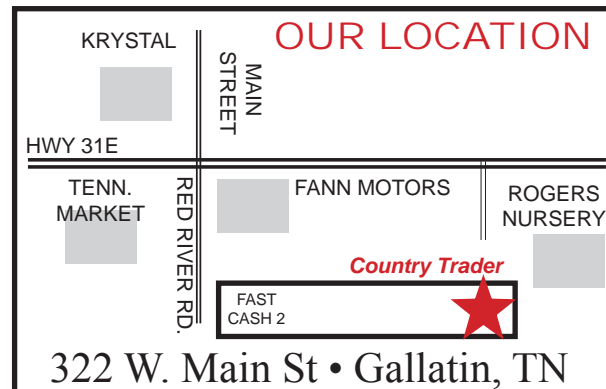 OUR LOCATION
KRYSTAL
MAIN
STREET
HWY 31E
TENN.
MARKET
RED RIVER RD.
FANN MOTORS
ROGERS
NURSERY
Country Trader
FAST
CASH 2
322 W. Main St • Gallatin, TN